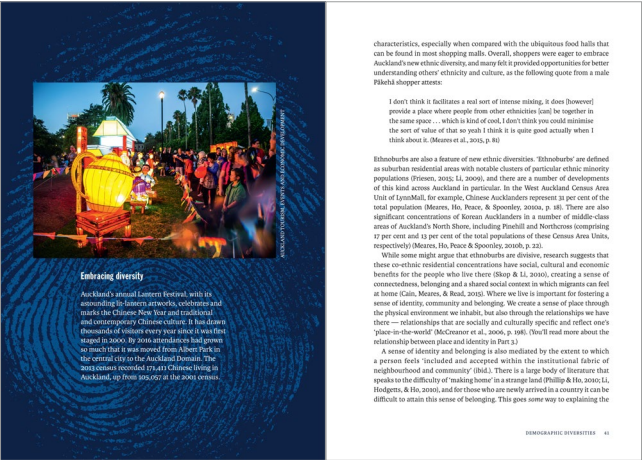 AUCKLAND TOURISM, EVENTS AND ECONOMIC DEVELOPMENT
Embracing diversity
Auckland's annual Lantern Festival, with its
astounding in-lantern artworks, celebrates and
marks the Chinese New Year and traditional
and contemporary Chinese culture. It has drawn
thousands of visitors every year since it was first
staged in 2000. By 2016 attendances had grown
so much that it was moved from Albert Park in
the central city to the Auckland Domain. The
2013 census recorded 171,411 Chinese living in
Auckland, up from 105,057 at the 2001 census.
characteristics, especially when compared with the ubiquitous food halls that
can be found in most shopping malls. Overall, shoppers were eager to embrace
Auckland's new ethnic diversity, and many felt it provided opportunities for better
understanding others' ethnicity and culture, as the following quote from a male
Pākehā shopper attests:
I don't think it facilitates a real sort of intense mixing, it does [however]
provide a place where people from other ethnicities [can] be together in
the same space . . . which is kind of cool, I don't think you could minimise
the sort of value of that so yeah I think it is quite good actually when I
think about it. (Meares et al., 2015, p. 81)
Ethnoburbs are also a feature of new ethnic diversities. 'Ethnoburbs' are defined
as suburban residential areas with notable clusters of particular ethnic minority
populations (Friesen, 2015; Li, 2009), and there are a number of developments
of this kind across Auckland in particular. In the West Auckland Census Area
Unit of LynnMall, for example, Chinese Aucklanders represent 31 per cent of the
total population (Meares, Ho, Peace, & Spoonley, 2010a, p. 18). There are also
significant concentrations of Korean Aucklanders in a number of middle-class
areas of Auckland's North Shore, including Pinehill and Northcross (comprising
17 per cent and 13 per cent of the total populations of these Census Area Units,
respectively) (Meares, Ho, Peace & Spoonley, 2010b, p. 22).
While some might argue that ethnoburbs are divisive, research suggests that
these co-ethnic residential concentrations have social, cultural and economic
benefits for the people who live there (Skop & Li, 2010), creating a sense of
connectedness, belonging and a shared social context in which migrants can feel
at home (Cain, Meares, & Read, 2015). Where we live is important for fostering a
sense of identity, community and belonging. We create a sense of place through
the physical environment we inhabit, but also through the relationships we have
there — relationships that are socially and culturally specific and reflect one's
'place-in-the-world' (McCreanor et al., 2006, p. 198). (You'll read more about the
relationship between place and identity in Part 3.)
A sense of identity and belonging is also mediated by the extent to which
a person feels 'included and accepted within the institutional fabric of
neighbourhood and community' (ibid.). There is a large body of literature that
speaks to the difficulty of 'making home' in a strange land (Phillip & Ho, 2010; Li,
Hodgetts, & Ho, 2010), and for those who are newly arrived in a country it can be
difficult to attain this sense of belonging. This goes some way to explaining the
DEMOGRAPHIC DIVERSITIES 61